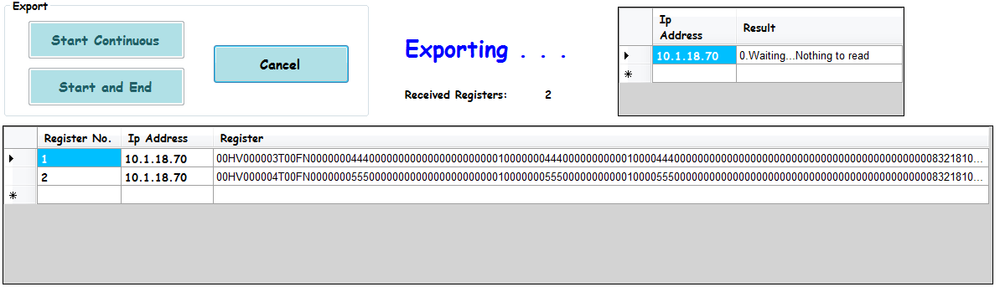 Export
Start Continuous
Start and End
Cancel
Exporting . . .
Received Registers: 2
Ip Address Result
10.1.18.70 0.Waiting...Nothing to read
Register No. Ip Address Register
1 10.1.18.70
2 10.1.18.70